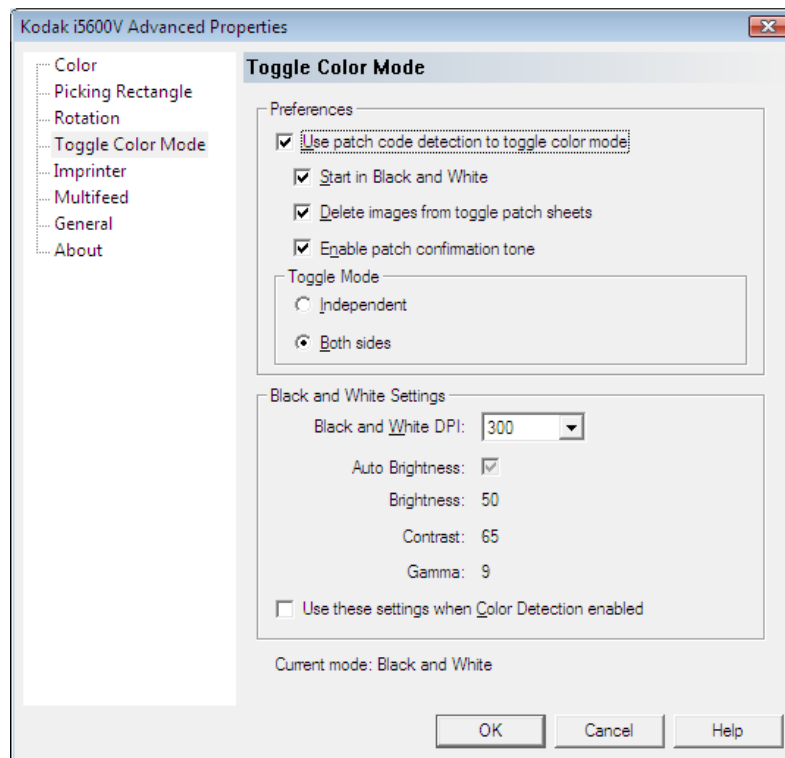 Kodak i5600V Advanced Properties
Color
Picking Rectangle
Rotation
Toggle Color Mode
Imprinter
Multifeed
General
About
Toggle Color Mode
Preferences
Use patch code detection to toggle color mode
Start in Black and White
Delete images from toggle patch sheets
Enable patch confirmation tone
Toggle Mode
Independent
Both sides
Black and White Settings
Black and White DPI: 300
Auto Brightness:
Brightness: 50
Contrast: 65
Gamma: 9
Use these settings when Color Detection enabled
Current mode: Black and White
OK Cancel Help